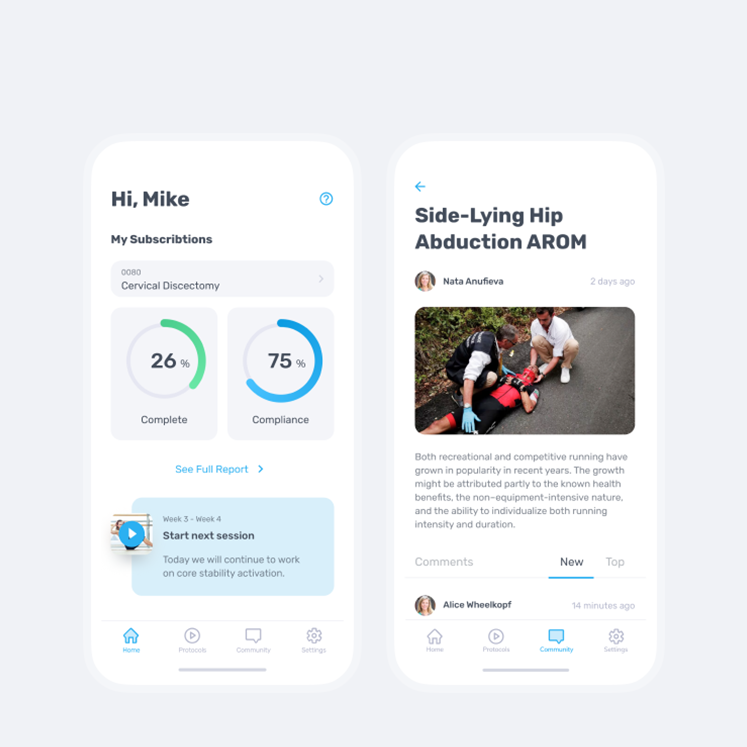 Hi, Mike
My Subscribtions
0080
Cervical Discectomy
26 %
75 %
Complete
Compliance
See Full Report
Week 3 - Week 4
Start next session
Today we will continue to work
on core stability activation.
Home
Protocols
Community
Settings
Side-Lying Hip
Abduction AROM
Nata Anufieva
2 days ago
Both recreational and competitive running have
grown in popularity in recent years. The growth
might be attributed partly to the known health
benefits, the non-equipment-intensive nature,
and the ability to individualize both running
intensity and duration.
Comments
New
Top
Alice Wheelkopf
14 minutes ago
Home
Protocols
Community
Settings